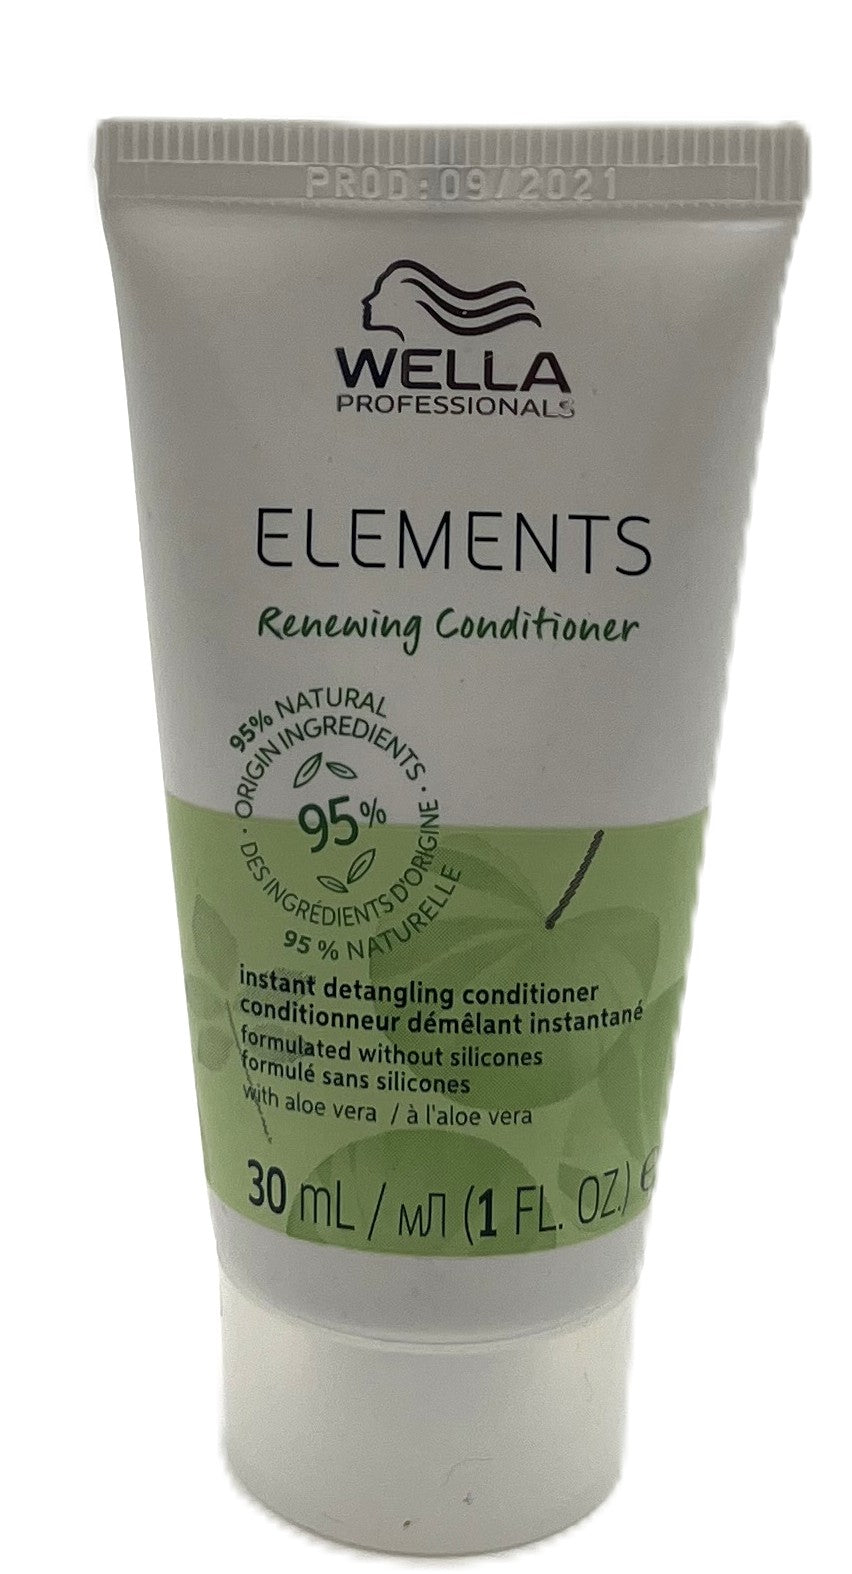 PROD:09/2021
WELLA
PROFESSIONALS
ELEMENTS
Renewing Conditioner
95% NATURAL
ORIGIN INGREDIENTS
95%
DES INGRÉDIENTS D'ORIGINE
95 % NATURELLE
instant detangling conditioner
conditionneur démêlant instantané
formulated without silicones
formulé sans silicones
with aloe vera / à l'aloe vera
30 mL / мл (1 FL. OZ.) e